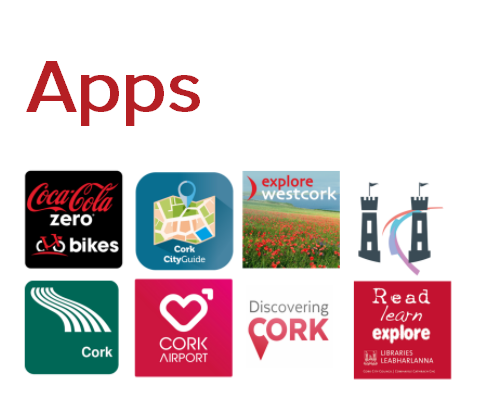 Apps
Coca-Cola
zero
bikes
Cork
CityGuide
explore
westcork
Cork
CORK
AIRPORT
Discovering
CORK
Read
learn
explore
LIBRARIES
LEABHARLANNA